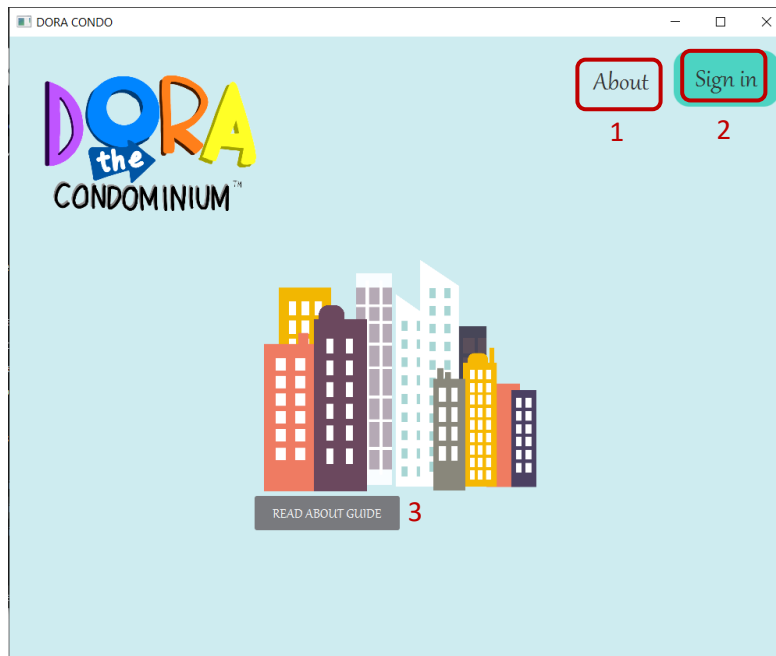 DORA CONDO
About
Sign in
1
2
DORA
the
CONDOMINIUM™
READ ABOUT GUIDE
3